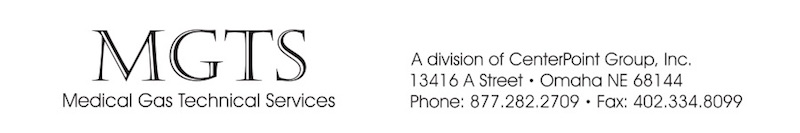 MGTS
Medical Gas Technical Services
A division of CenterPoint Group, Inc.
13416 A Street • Omaha NE 68144
Phone: 877.282.2709 • Fax: 402.334.8099